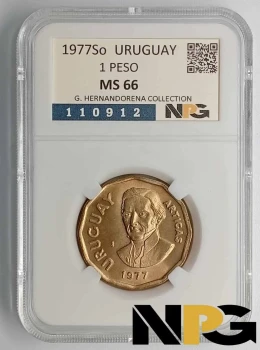 1977So URUGUAY
1 PESO
MS 66
G. HERNANDORENA COLLECTION
110912 NPG
URUGUAY
ARTIGAS
1977
NPG